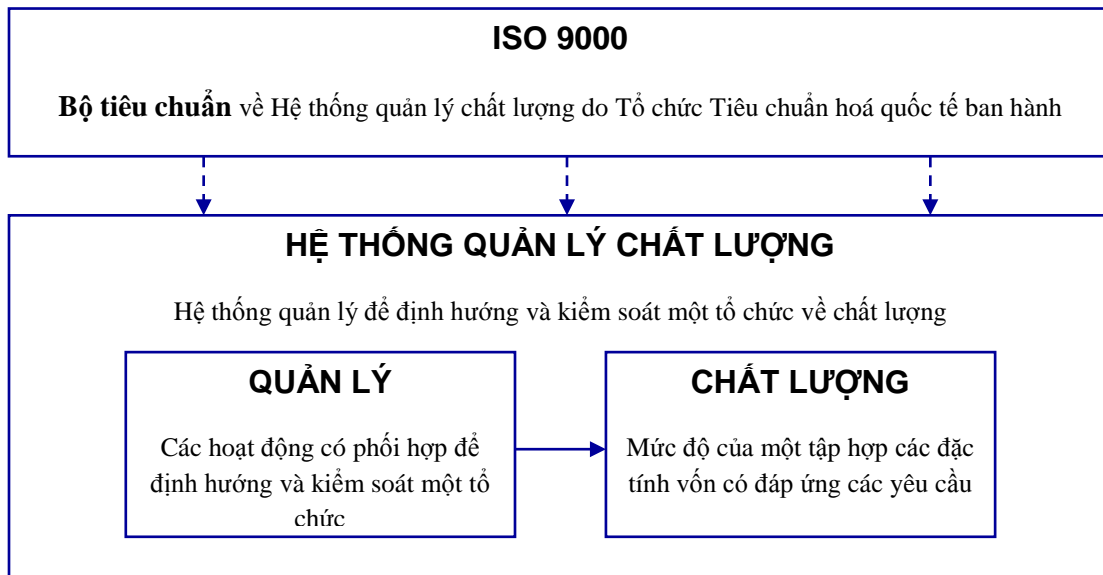 ISO 9000
Bộ tiêu chuẩn về Hệ thống quản lý chất lượng do Tổ chức Tiêu chuẩn hoá quốc tế ban hành
HỆ THỐNG QUẢN LÝ CHẤT LƯỢNG
Hệ thống quản lý để định hướng và kiểm soát một tổ chức về chất lượng
QUẢN LÝ
Các hoạt động có phối hợp để
định hướng và kiểm soát một tổ
chức
CHẤT LƯỢNG
Mức độ của một tập hợp các đặc
tính vốn có đáp ứng các yêu cầu